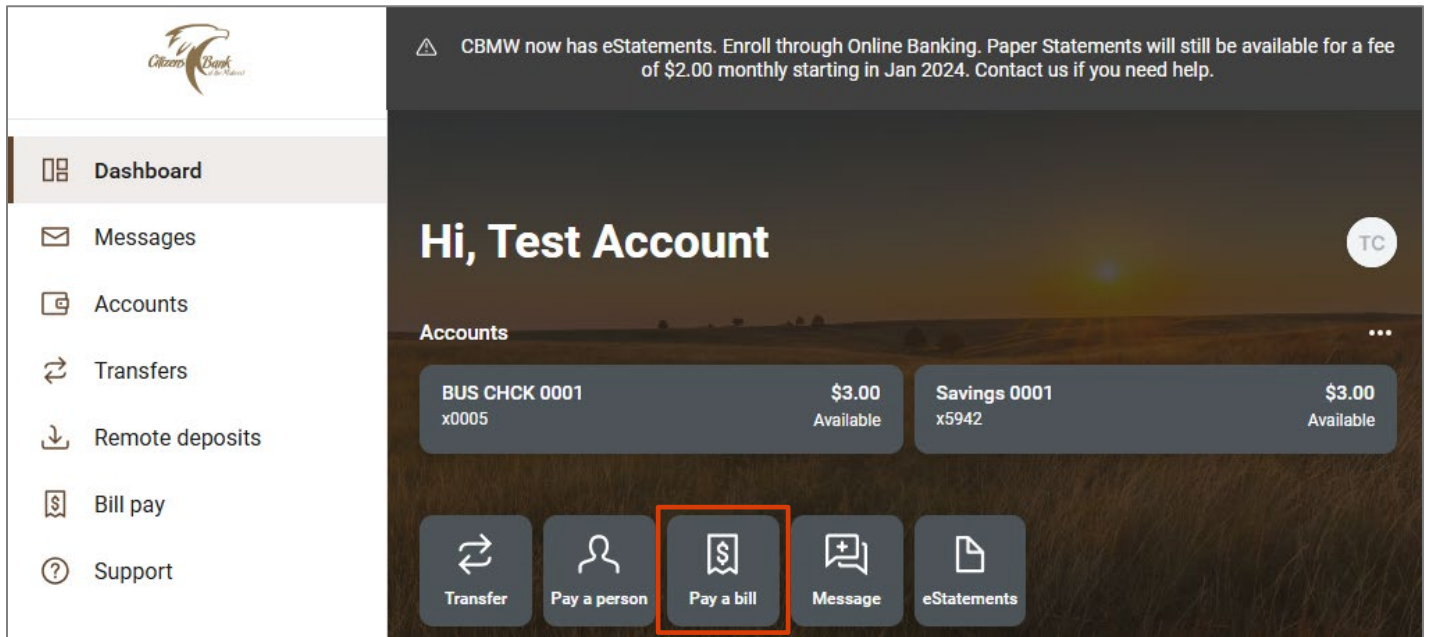 Citizens Bank
of the Midwest
CBMW now has eStatements. Enroll through Online Banking. Paper Statements will still be available for a fee
of $2.00 monthly starting in Jan 2024. Contact us if you need help.
Dashboard
Messages
Accounts
Transfers
Remote deposits
Bill pay
Support
Hi, Test Account
TC
Accounts
BUS CHCK 0001 $3.00
x0005 Available
Savings 0001 $3.00
x5942 Available
Transfer
Pay a person
Pay a bill
Message
eStatements